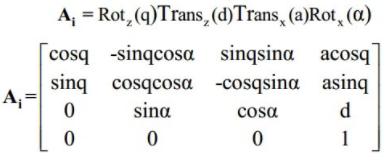 A_i = Rot_z(q)Trans_z(d)Trans_x(a)Rot_x(α)
A_i =
cosq -sinqcosα sinqsinα acosq
sinq cosqcosα -cosqsinα asinq
0 sinα cosα d
0 0 0 1